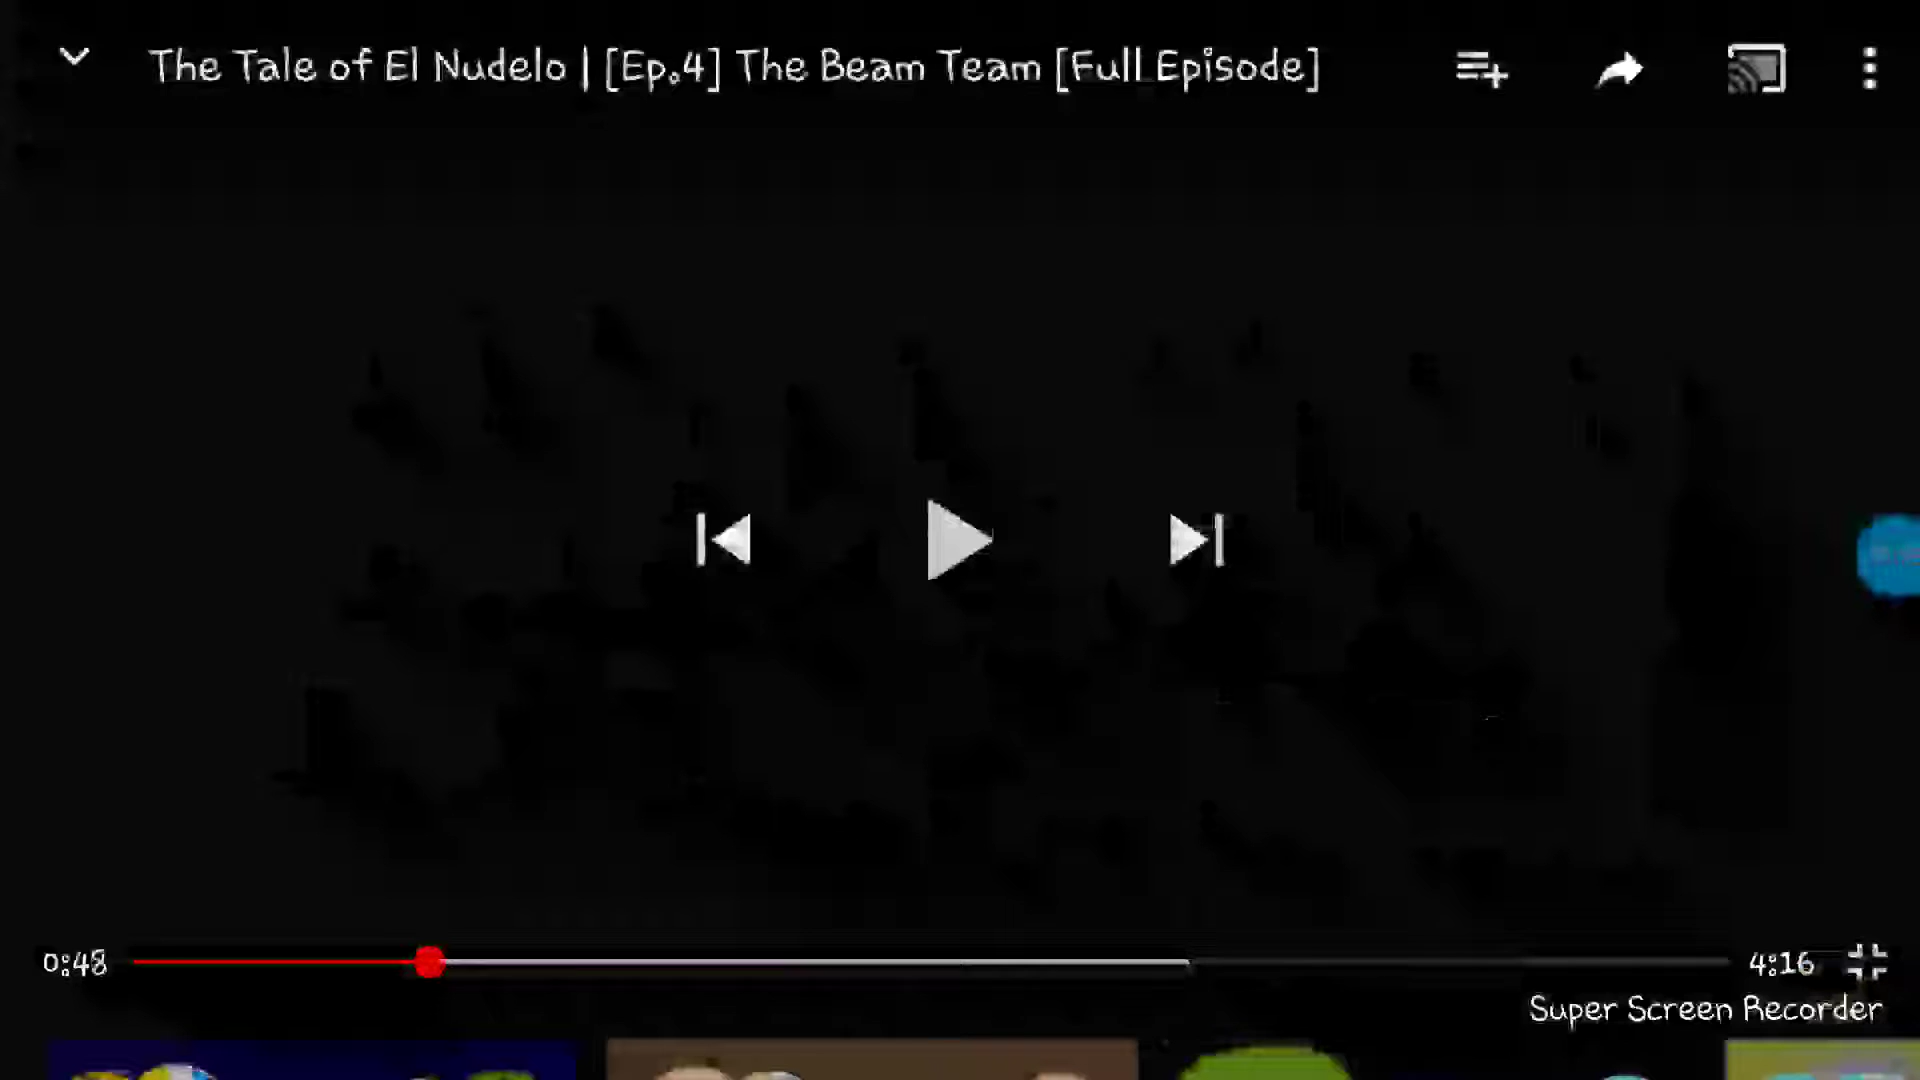 The Tale of El Nudelo | [Ep.4] The Beam Team [Full Episode]
0:48
4:16
Super Screen Recorder